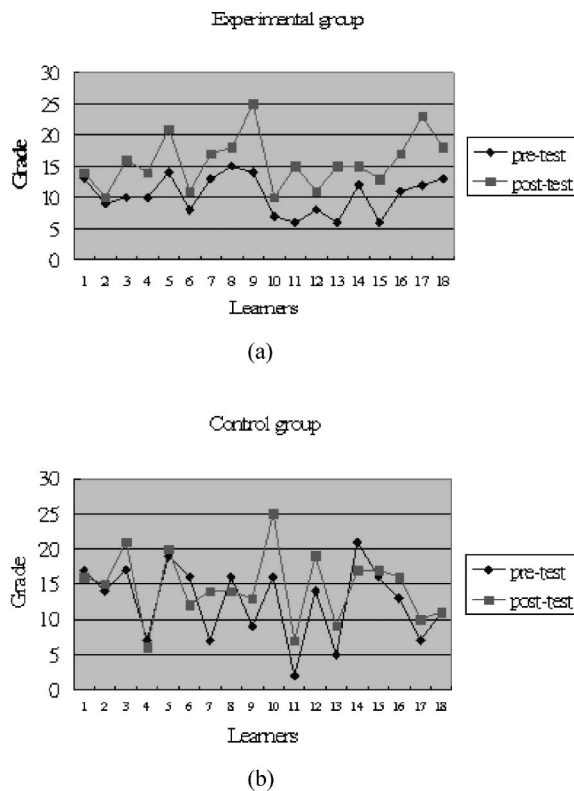 Experimental group
30
25
20
15
10
5
0
Grade
1 2 3 4 5 6 7 8 9 10 11 12 13 14 15 16 17 18
Learners
pre-test
post-test
(a)
Control group
30
25
20
15
10
5
0
Grade
1 2 3 4 5 6 7 8 9 10 11 12 13 14 15 16 17 18
Learners
pre-test
post-test
(b)